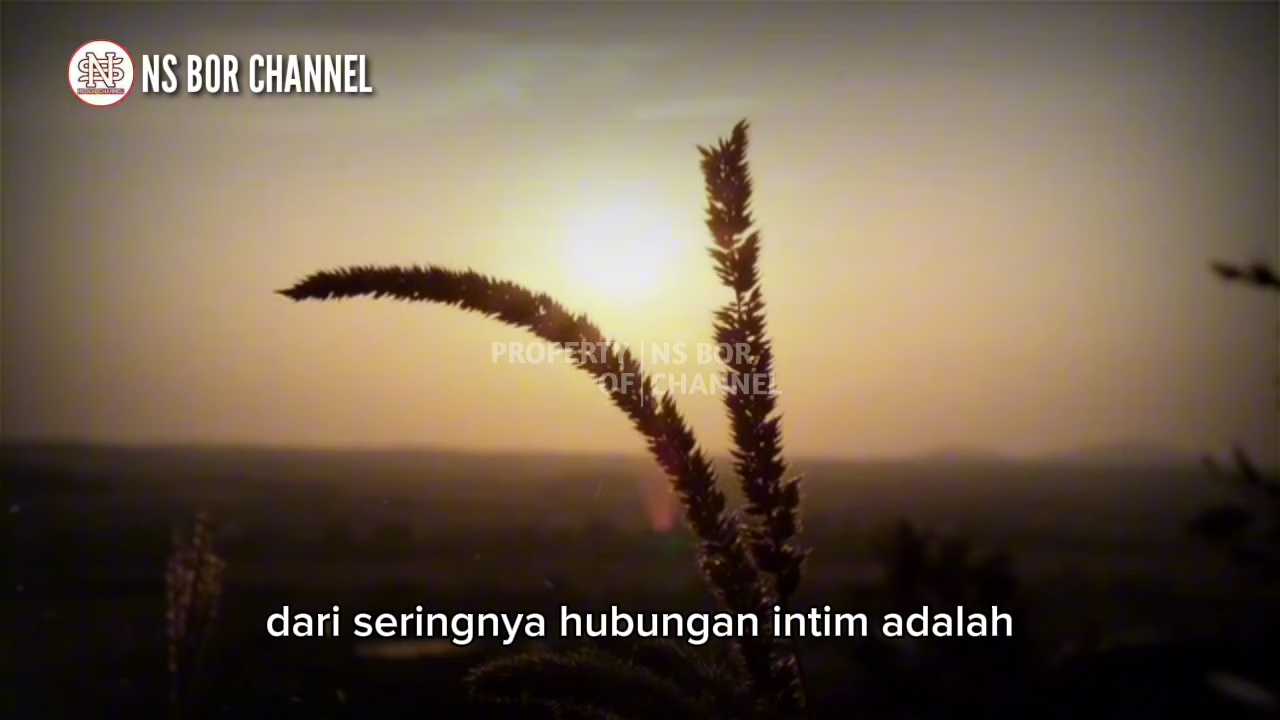 NS BOR CHANNEL
PROPERTY | NS BOR
OF | CHANNEL
dari seringnya hubungan intim adalah